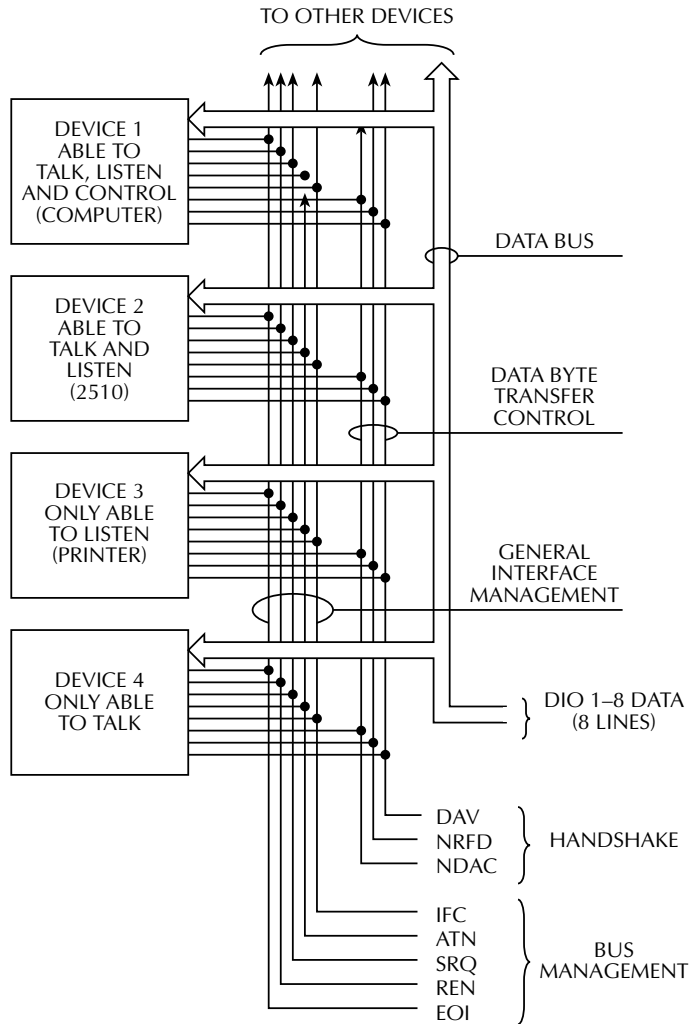 TO OTHER DEVICES
DEVICE 1
ABLE TO
TALK, LISTEN
AND CONTROL
(COMPUTER)
DATA BUS
DEVICE 2
ABLE TO
TALK AND
LISTEN
(2510)
DATA BYTE
TRANSFER
CONTROL
DEVICE 3
ONLY ABLE
TO LISTEN
(PRINTER)
GENERAL
INTERFACE
MANAGEMENT
DEVICE 4
ONLY ABLE
TO TALK
DIO 1–8 DATA
(8 LINES)
DAV
NRFD
NDAC
HANDSHAKE
IFC
ATN
SRQ
REN
EOI
BUS
MANAGEMENT